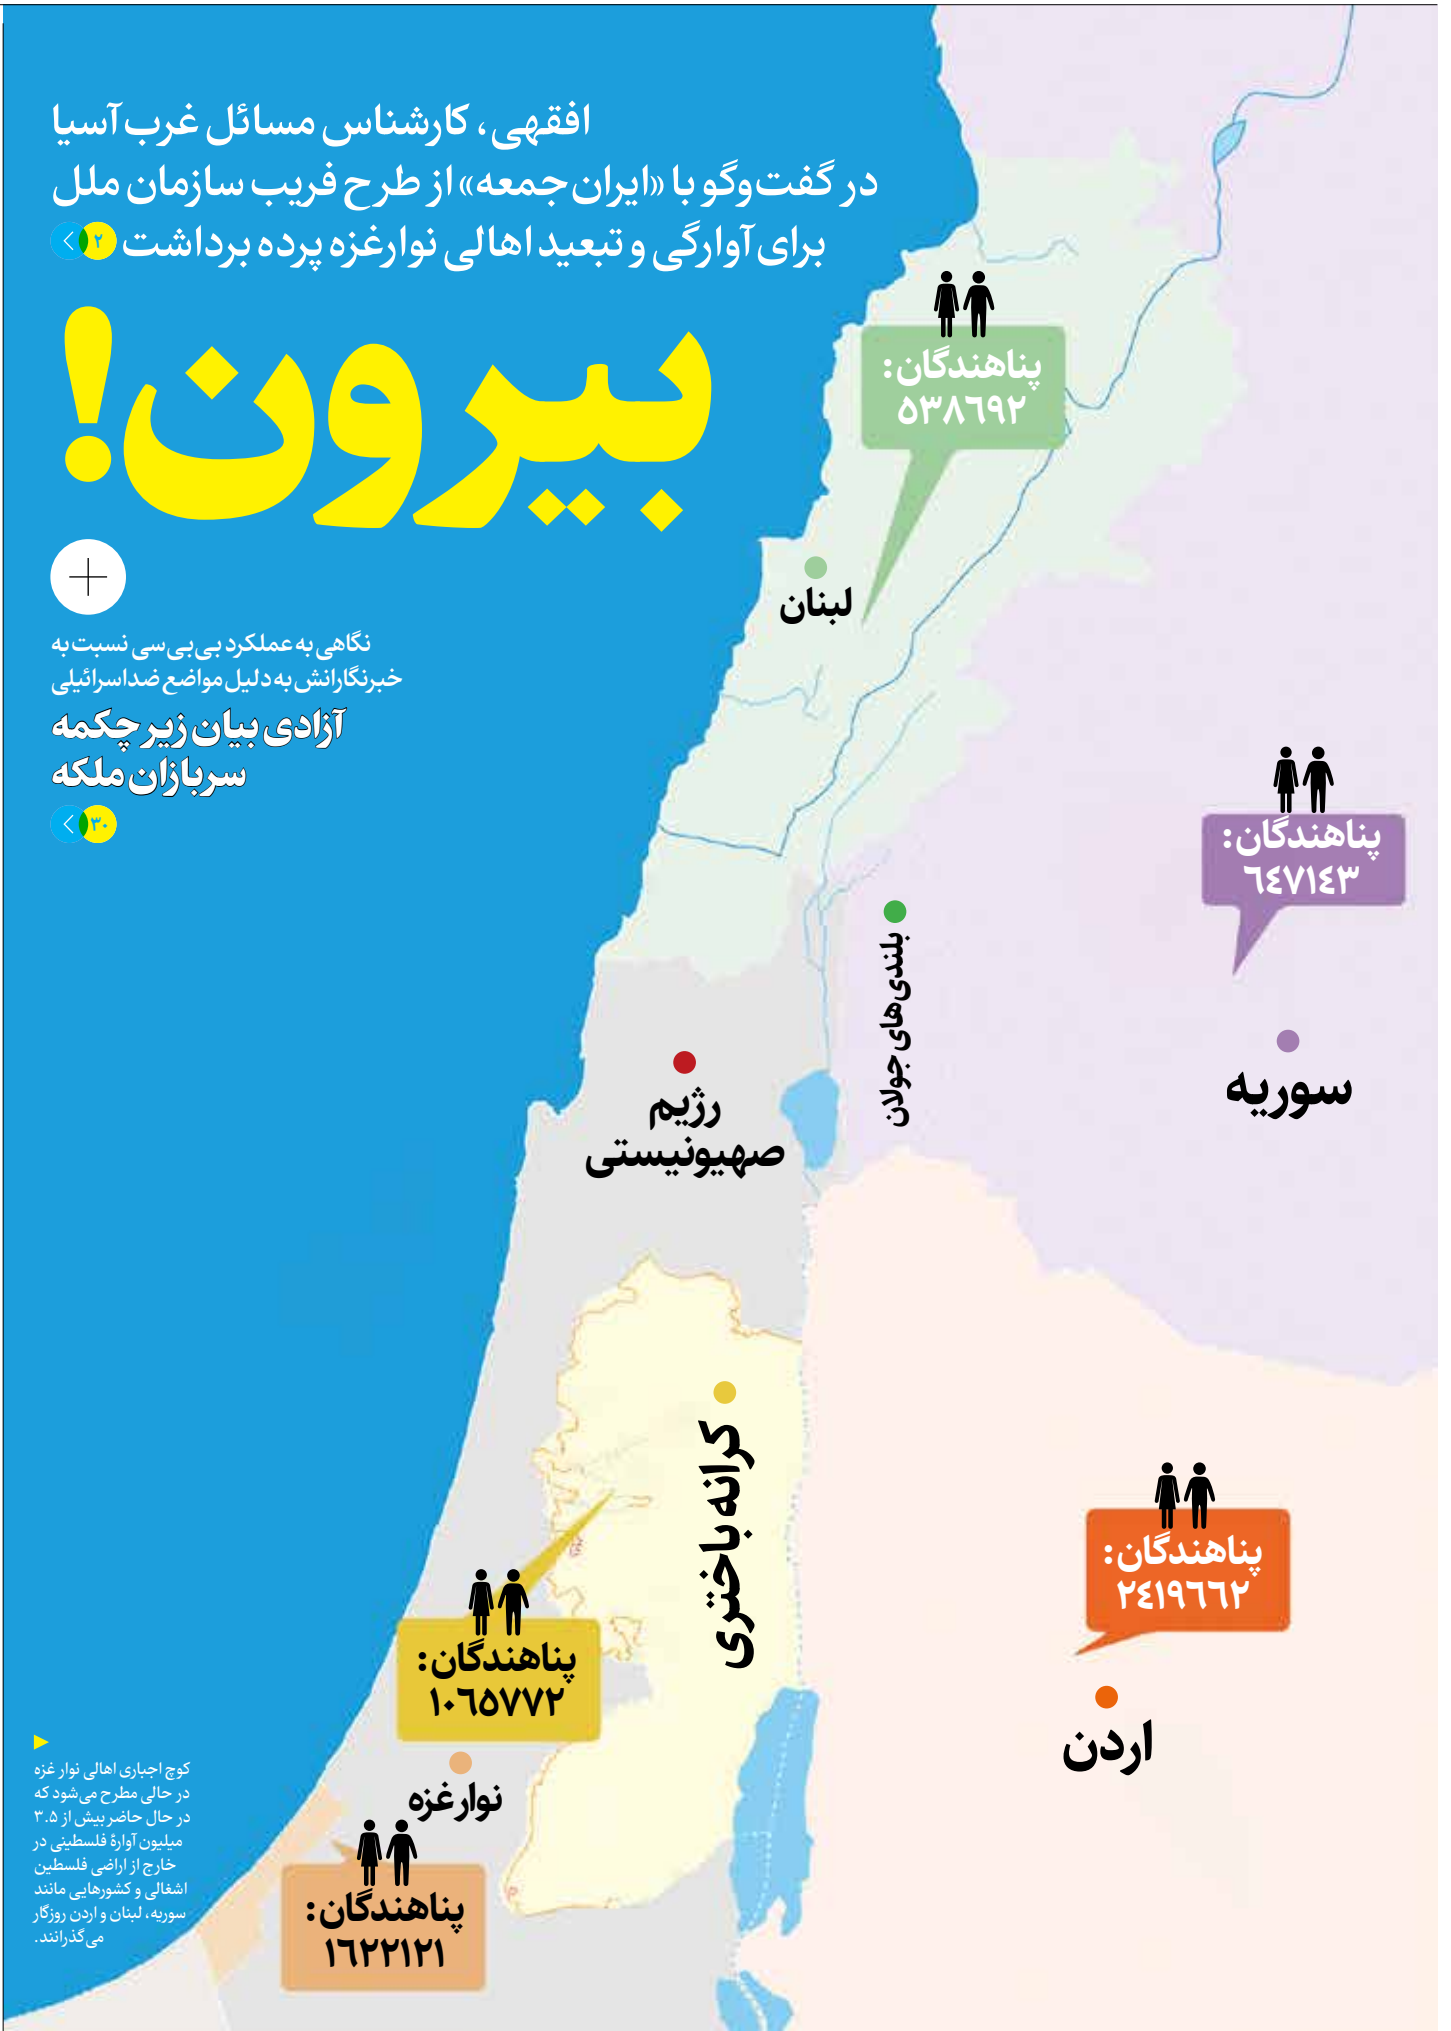 افقهی، کارشناس مسائل غرب آسیا
در گفت‌وگو با «ایران جمعه» از طرح فریب سازمان ملل
برای آوارگی و تبعید اهالی نوارغزه پرده برداشت ۲
بیرون!
نگاهی به عملکرد بی‌بی‌سی نسبت به
خبرنگارانش به دلیل مواضع ضداسرائیلی
آزادی بیان زیر چکمه
سربازان ملکه
۳۰
پناهندگان:
۵۳۸٦۹۲
لبنان
پناهندگان:
٦٤۷۱٤۳
سوریه
بلندی‌های جولان
رژیم
صهیونیستی
کرانه باختری
پناهندگان:
۲٤۱۹٦٦۲
اردن
پناهندگان:
۱۰٦۵۷۷۲
نوارغزه
پناهندگان:
۱٦۲۲۱۲۱
کوچ اجباری اهالی نوار غزه
در حالی مطرح می‌شود که
در حال حاضر بیش از ۳.۵
میلیون آوارهٔ فلسطینی در
خارج از اراضی فلسطین
اشغالی و کشورهایی مانند
سوریه، لبنان و اردن روزگار
می‌گذرانند.